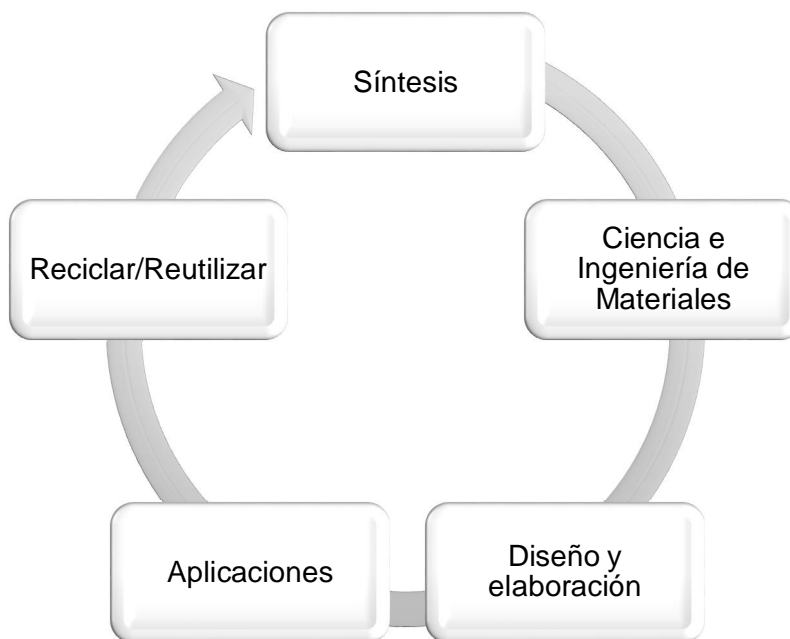 Síntesis
Ciencia e
Ingeniería de
Materiales
Diseño y
elaboración
Aplicaciones
Reciclar/Reutilizar